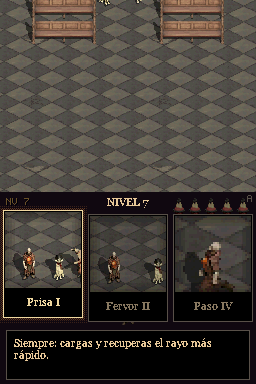 NV 7
NIVEL 7
A
Prisa I
Fervor II
Paso IV
Siempre: cargas y recuperas el rayo más
rápido.